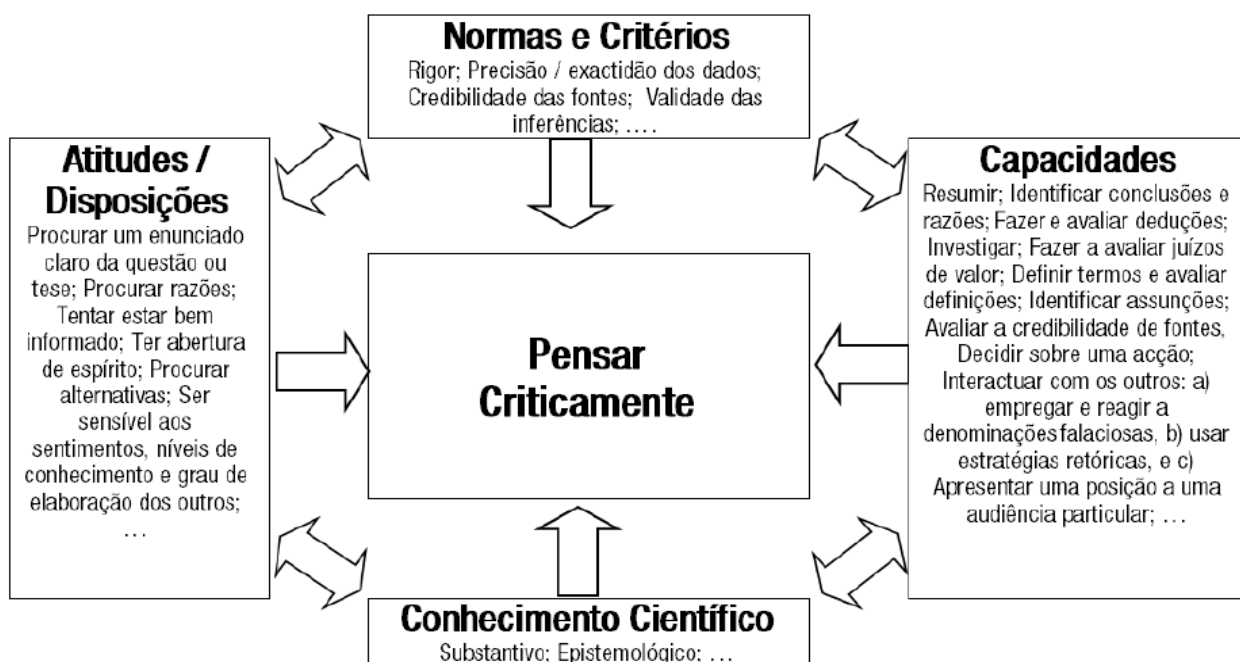 Normas e Critérios
Rigor; Precisão / exactidão dos dados;
Credibilidade das fontes; Validade das
inferências; ....
Atitudes /
Disposições
Procurar um enunciado
claro da questão ou
tese; Procurar razões;
Tentar estar bem
informado; Ter abertura
de espírito; Procurar
alternativas; Ser
sensível aos
sentimentos, níveis de
conhecimento e grau de
elaboração dos outros;
...
Pensar
Criticamente
Capacidades
Resumir; Identificar conclusões e
razões; Fazer e avaliar deduções;
Investigar; Fazer a avaliar juízos
de valor; Definir termos e avaliar
definições; Identificar assunções;
Avaliar a credibilidade de fontes,
Decidir sobre uma acção;
Interactuar com os outros: a)
empregar e reagir a
denominações falaciosas, b) usar
estratégias retóricas, e c)
Apresentar uma posição a uma
audiência particular; ...
Conhecimento Científico
Substantivo; Epistemológico; ...